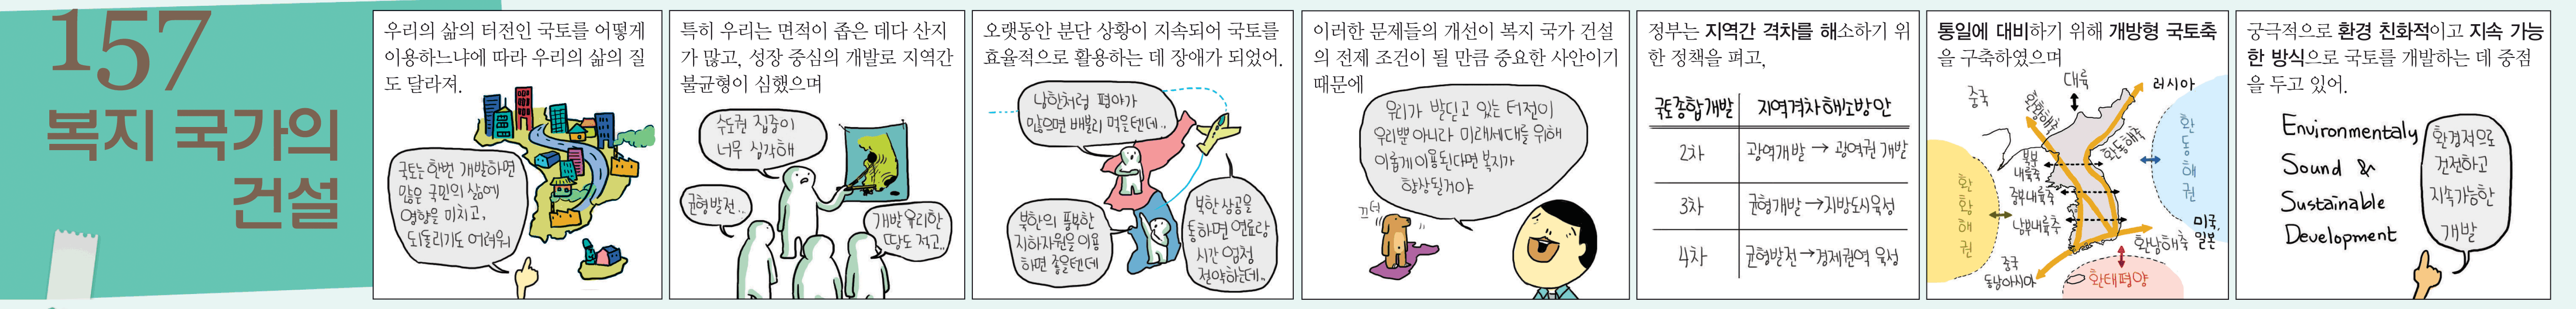 157
복지 국가의
건설
우리의 삶의 터전인 국토를 어떻게
이용하느냐에 따라 우리의 삶의 질
도 달라져.
국토는 한번 개발하면
많은 국민의 삶에
영향을 미치고,
되돌리기도 어려워
특히 우리는 면적이 좁은 데다 산지
가 많고, 성장 중심의 개발로 지역간
불균형이 심했으며
수도권 집중이
너무 심각해
균형발전..
개발 유리한
땅도 적고..
오랫동안 분단 상황이 지속되어 국토를
효율적으로 활용하는 데 장애가 되었어.
남한처럼 평야가
많으면 배불리 먹을텐데..
북한의 풍부한
지하자원을 이용
하면 좋을텐데
북한 상공을
통하면 연료랑
시간 엄청
절약하는데..
이러한 문제들의 개선이 복지 국가 건설
의 전제 조건이 될 만큼 중요한 사안이기
때문에
우리가 발딛고 있는 터전이
우리뿐 아니라 미래세대를 위해
이롭게 이용된다면 복지가
향상될거야
끄덕
정부는 지역간 격차를 해소하기 위
한 정책을 펴고,
국토종합개발 지역격차해소방안
2차 광역개발 → 광역권 개발
3차 균형개발 → 지방도시육성
4차 균형발전 → 경제권역 육성
통일에 대비하기 위해 개방형 국토축
을 구축하였으며
대륙
러시아
중국
환황해축
환동해축
북부
내륙축
중부내륙축
남부내륙축
환동해권
환황해권
미국,
일본
환남해축
중국
동남아시아
환태평양
궁극적으로 환경 친화적이고 지속 가능
한 방식으로 국토를 개발하는 데 중점
을 두고 있어.
Environmentaly
Sound &
Sustainable
Development
환경적으로
건전하고
지속가능한
개발